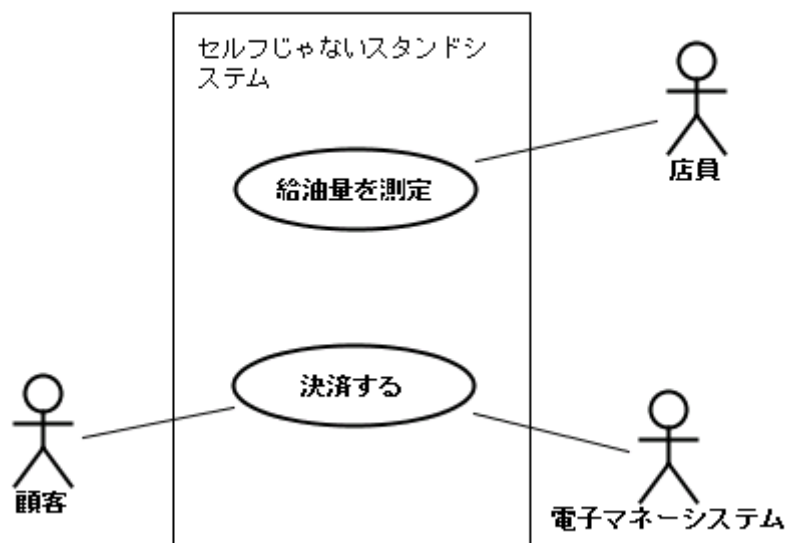 セルフじゃないスタンドシ
ステム
店員
給油量を測定
決済する
顧客
電子マネーシステム